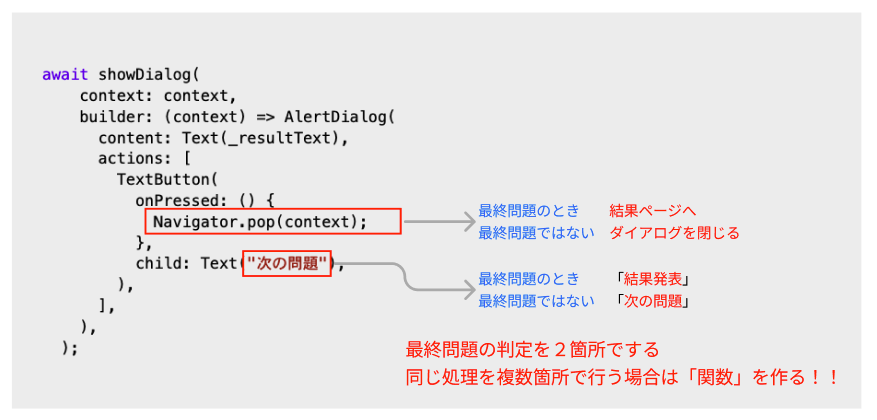 await showDialog(
context: context,
builder: (context) => AlertDialog(
content: Text(_resultText),
actions: [
TextButton(
onPressed: () {
Navigator.pop(context);
},
child: Text("次の問題"),
),
],
),
);
最終問題のとき 結果ページへ
最終問題ではない ダイアログを閉じる
最終問題のとき 「結果発表」
最終問題ではない 「次の問題」
最終問題の判定を２箇所でする
同じ処理を複数箇所で行う場合は「関数」を作る！！